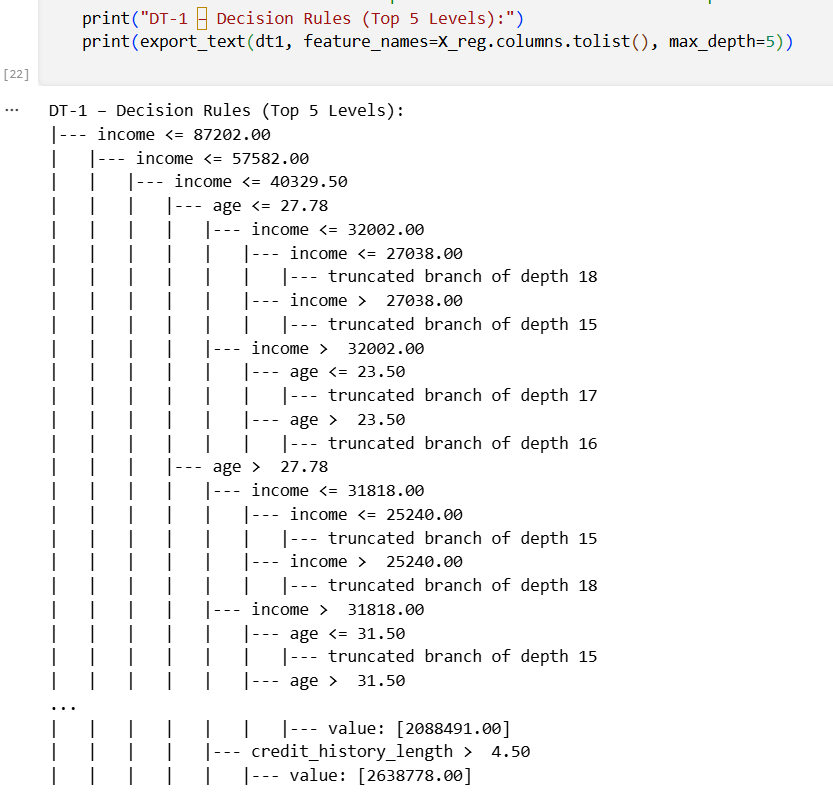 print("DT-1 – Decision Rules (Top 5 Levels):")
print(export_text(dt1, feature_names=X_reg.columns.tolist(), max_depth=5))
[22]
... DT-1 – Decision Rules (Top 5 Levels):
|--- income <= 87202.00
|   |--- income <= 57582.00
|   |   |--- income <= 40329.50
|   |   |   |--- age <= 27.78
|   |   |   |   |--- income <= 32002.00
|   |   |   |   |   |--- income <= 27038.00
|   |   |   |   |   |   |--- truncated branch of depth 18
|   |   |   |   |   |--- income >  27038.00
|   |   |   |   |   |   |--- truncated branch of depth 15
|   |   |   |   |--- income >  32002.00
|   |   |   |   |   |--- age <= 23.50
|   |   |   |   |   |   |--- truncated branch of depth 17
|   |   |   |   |   |--- age >  23.50
|   |   |   |   |   |   |--- truncated branch of depth 16
|   |   |   |--- age >  27.78
|   |   |   |   |--- income <= 31818.00
|   |   |   |   |   |--- income <= 25240.00
|   |   |   |   |   |   |--- truncated branch of depth 15
|   |   |   |   |   |--- income >  25240.00
|   |   |   |   |   |   |--- truncated branch of depth 18
|   |   |   |   |--- income >  31818.00
|   |   |   |   |   |--- age <= 31.50
|   |   |   |   |   |   |--- truncated branch of depth 15
|   |   |   |   |   |--- age >  31.50
...
|   |   |   |   |   |   |--- value: [2088491.00]
|   |   |   |   |--- credit_history_length >  4.50
|   |   |   |   |   |--- value: [2638778.00]